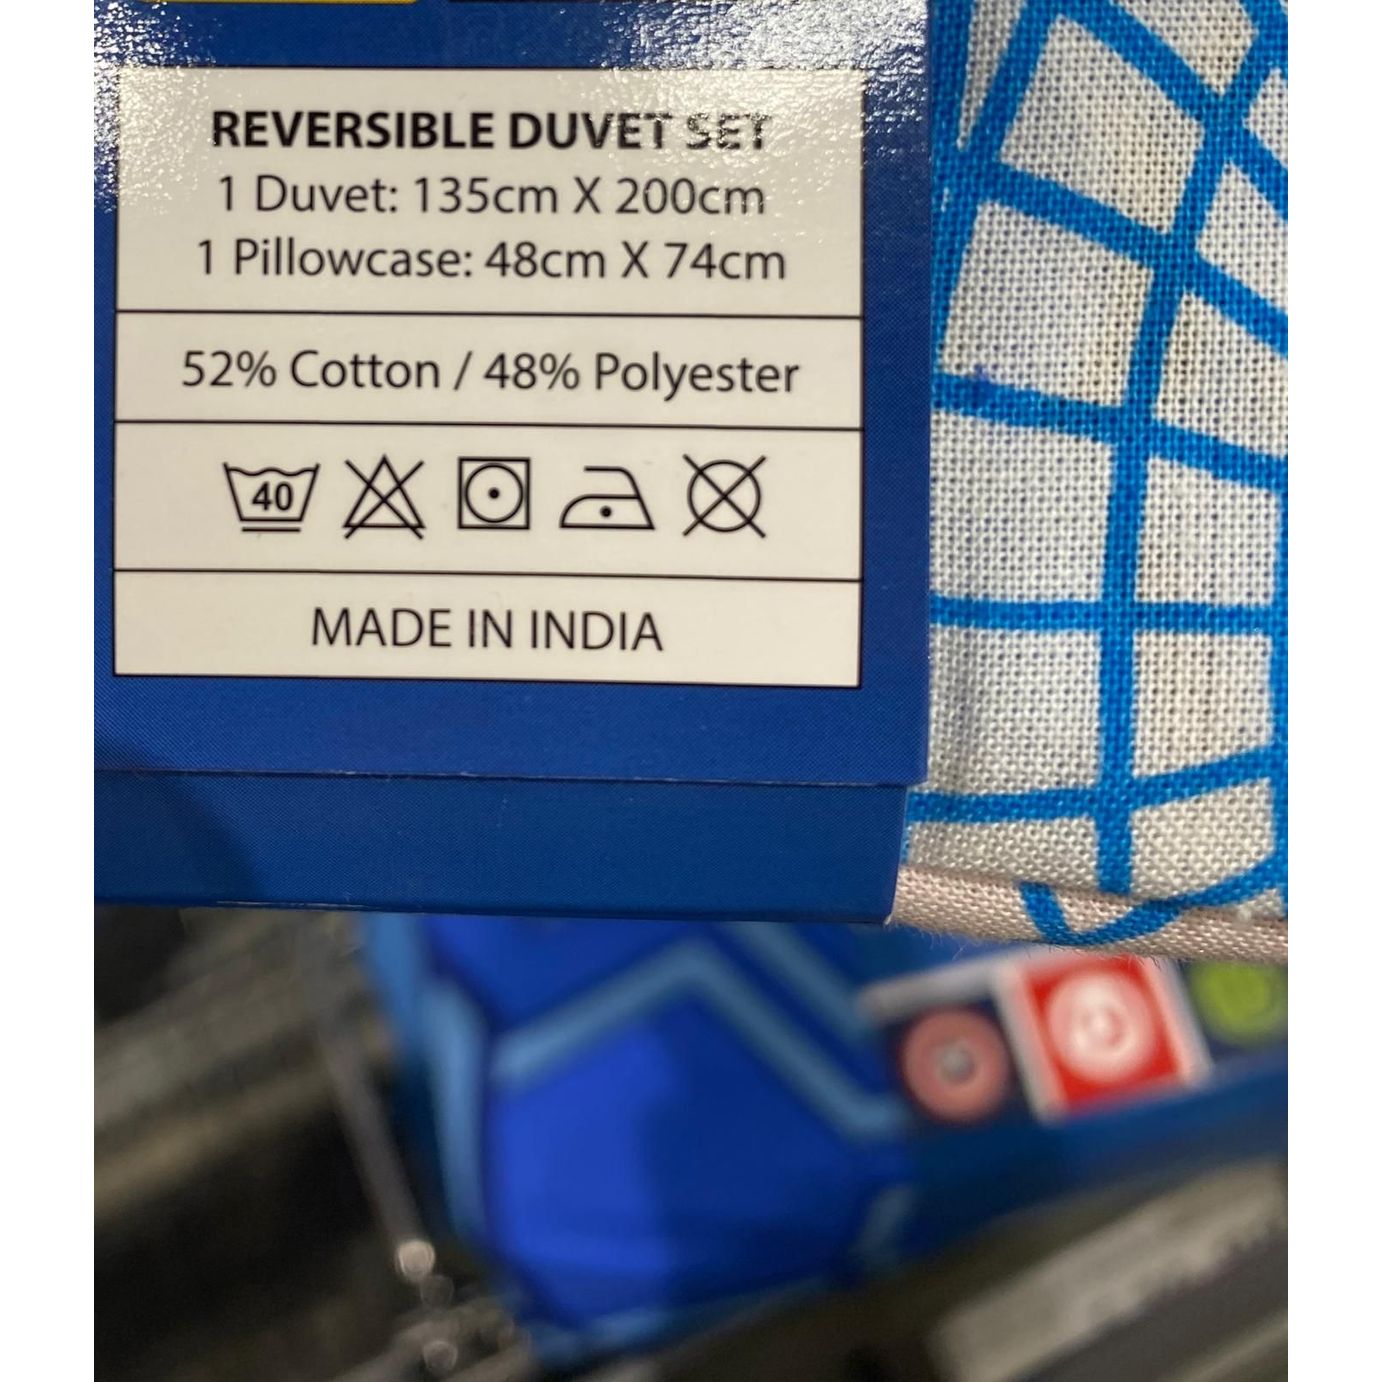 REVERSIBLE DUVET SET
1 Duvet: 135cm X 200cm
1 Pillowcase: 48cm X 74cm
52% Cotton / 48% Polyester
40
MADE IN INDIA